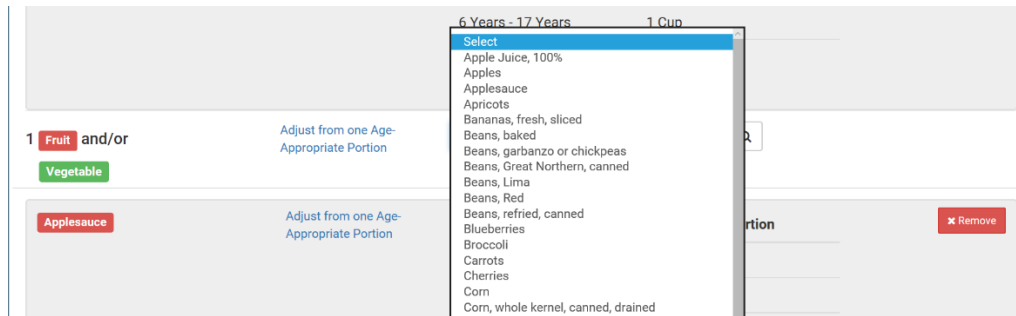 6 Years - 17 Years 1 Cup
Select
Apple Juice, 100%
Apples
Applesauce
Apricots
Bananas, fresh, sliced
Beans, baked
Beans, garbanzo or chickpeas
Beans, Great Northern, canned
Beans, Lima
Beans, Red
Beans, refried, canned
Blueberries
Broccoli
Carrots
Cherries
Corn
Corn, whole kernel, canned, drained
1 Fruit and/or
Vegetable
Adjust from one Age-
Appropriate Portion
Applesauce
Adjust from one Age-
Appropriate Portion
rtion
× Remove